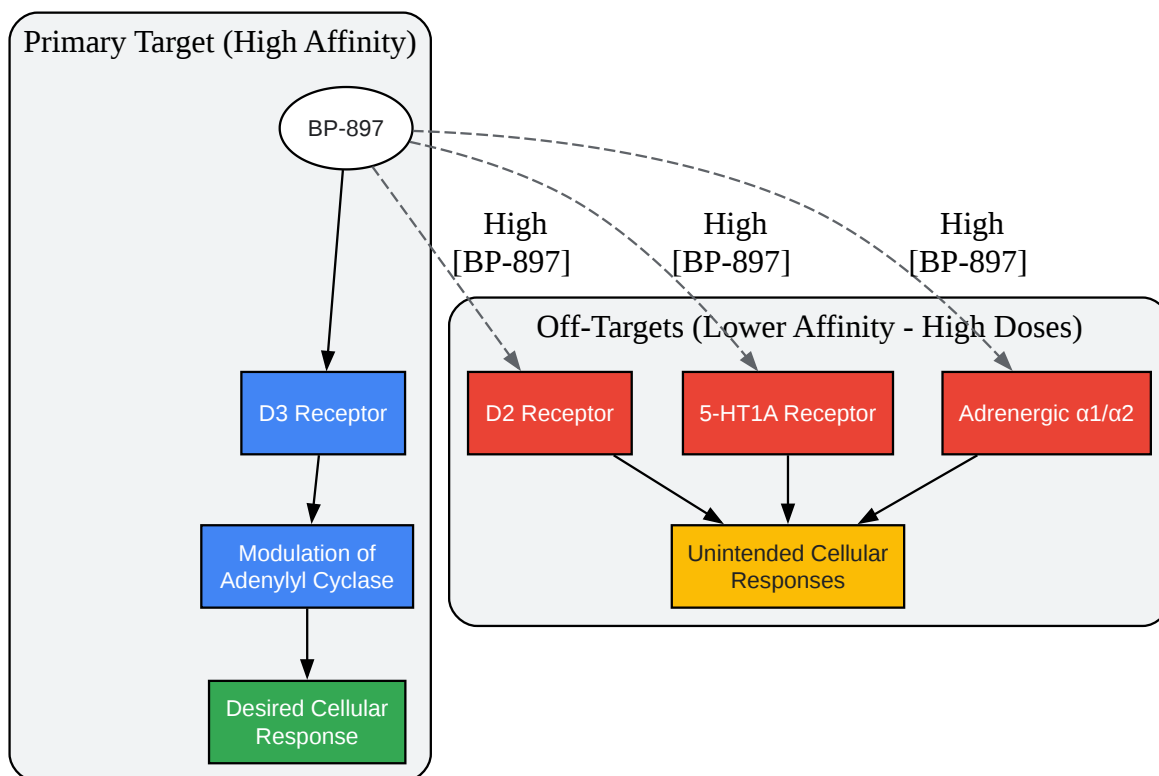 Primary Target (High Affinity)
BP-897
High
[BP-897]
High
[BP-897]
High
[BP-897]
Off-Targets (Lower Affinity - High Doses)
D3 Receptor
D2 Receptor
5-HT1A Receptor
Adrenergic α1/α2
Modulation of
Adenylyl Cyclase
Unintended Cellular
Responses
Desired Cellular
Response